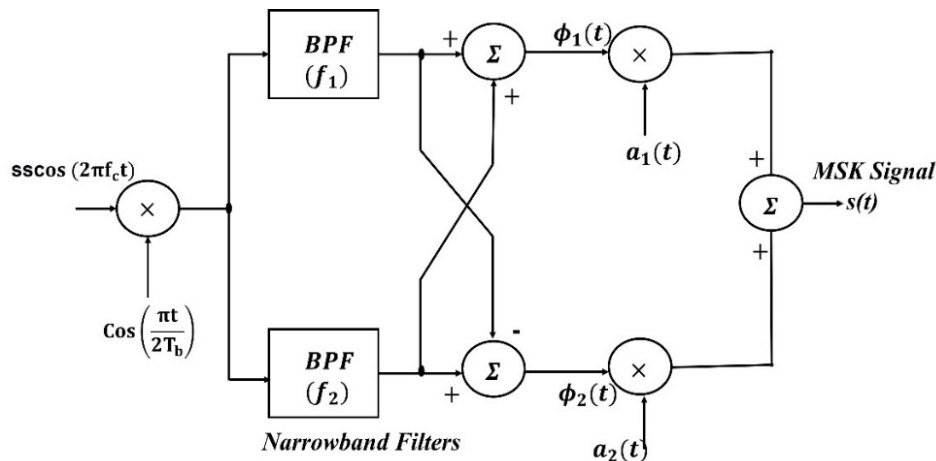 BPF
(f₁)
+
Σ
+
ϕ₁(t)
×
a₁(t)
sscos (2πf_ct)
×
Cos(πt/2T_b)
+
Σ
+
MSK Signal
s(t)
BPF
(f₂)
-
Σ
+
ϕ₂(t)
×
a₂(t)
Narrowband Filters